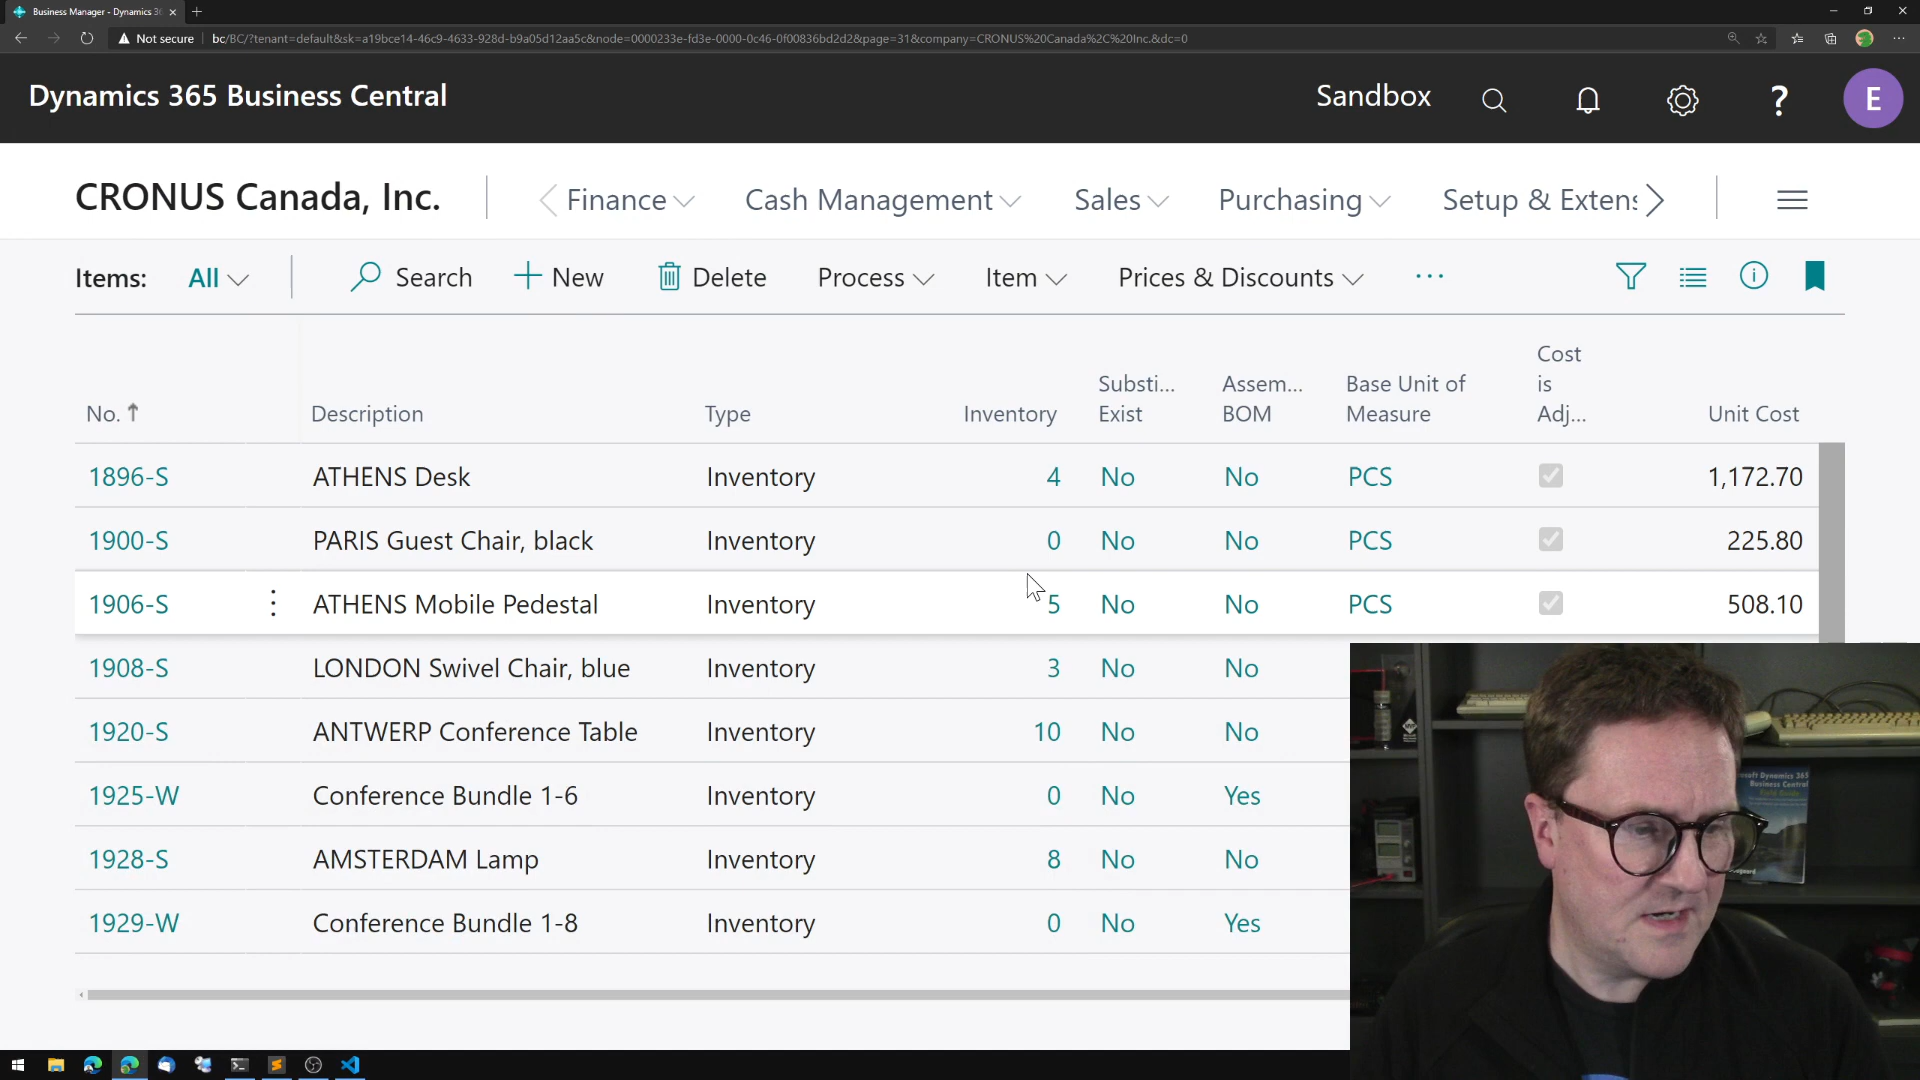 Business Manager - Dynamics 36
Not secure
bc/BC/?tenant=default&sk=a19bce14-46c9-4633-928d-b9a05d12aa5c&node=0000233e-fd3e-0000-0c46-0f00836bd2d2&page=31&company=CRONUS%20Canada%2C%20Inc.&dc=0
Dynamics 365 Business Central
Sandbox
?
E
CRONUS Canada, Inc.
Finance
Cash Management
Sales
Purchasing
Setup & Extens
Items:
All
Search
New
Delete
Process
Item
Prices & Discounts
No. ↑
Description
Type
Inventory
Substi...
Exist
Assem...
BOM
Base Unit of
Measure
Cost
is
Adj...
Unit Cost
1896-S ATHENS Desk Inventory 4 No No PCS 1,172.70
1900-S PARIS Guest Chair, black Inventory 0 No No PCS 225.80
1906-S ATHENS Mobile Pedestal Inventory 5 No No PCS 508.10
1908-S LONDON Swivel Chair, blue Inventory 3 No No
1920-S ANTWERP Conference Table Inventory 10 No No
1925-W Conference Bundle 1-6 Inventory 0 No Yes
1928-S AMSTERDAM Lamp Inventory 8 No No
1929-W Conference Bundle 1-8 Inventory 0 No Yes
Dynamics 365
Business Central